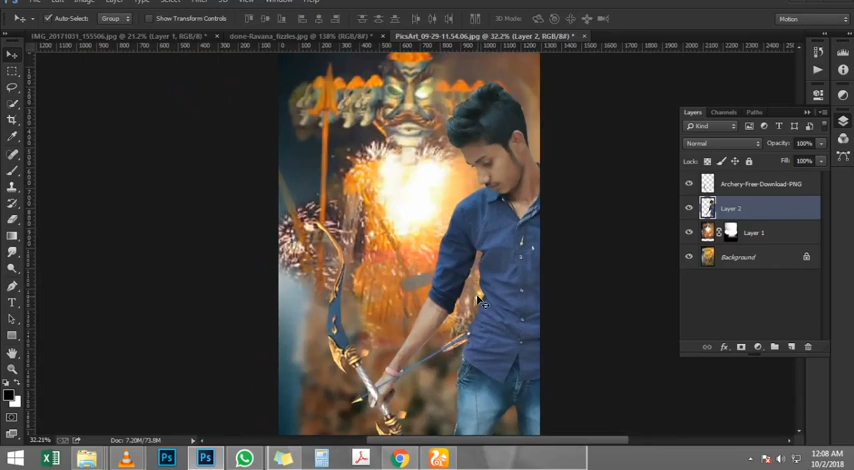 Auto-Select: Group Show Transform Controls 3D Mode: Motion
IMG_20171031_155506.jpg @ 21.2% (Layer 1, RGB/8) * × done-Ravana_fizzles.jpg @ 138% (RGB/8#) * × PicsArt_09-29-11.54.06.jpg @ 32.2% (Layer 2, RGB/8#) * ×
Layers Channels Paths
Kind
Normal Opacity: 100%
Lock: Fill: 100%
Archery-Free-Download-PNG
Layer 2
Layer 1
Background
32.21% Doc: 7.20M/73.8M
12:08 AM
10/2/2018